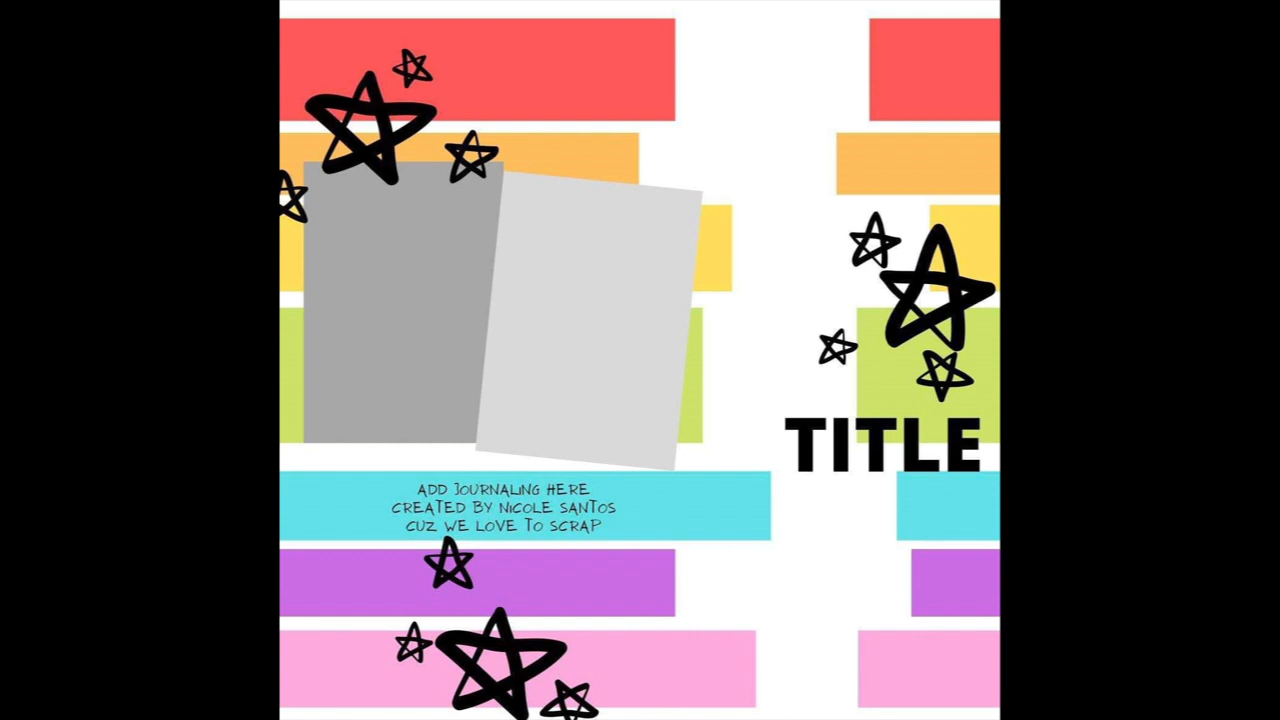 TITLE
ADD JOURNALING HERE
CREATED BY NICOLE SANTOS
CUZ WE LOVE TO SCRAP